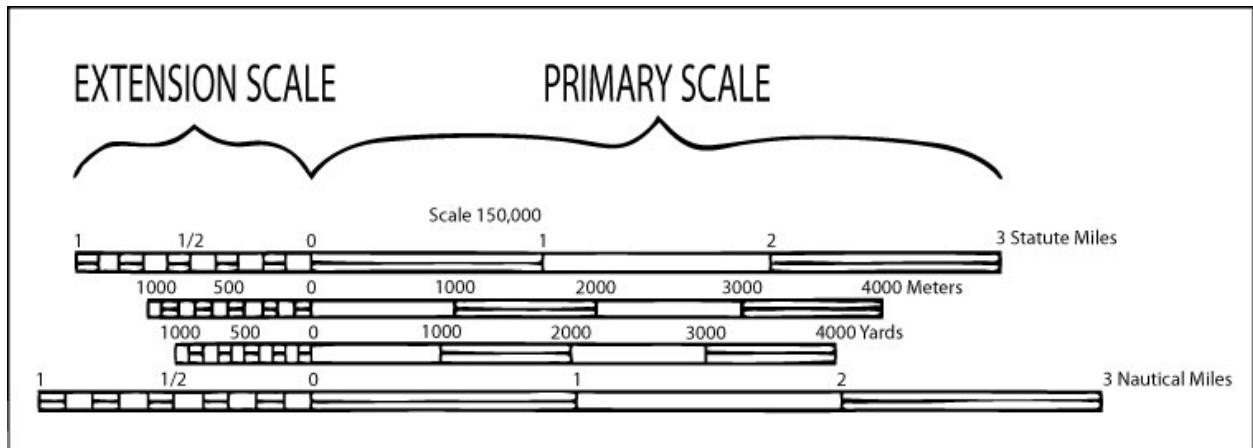 EXTENSION SCALE PRIMARY SCALE
Scale 150,000
1 1/2 0 1 2 3 Statute Miles
1000 500 0 1000 2000 3000 4000 Meters
1000 500 0 1000 2000 3000 4000 Yards
1 1/2 0 1 2 3 Nautical Miles